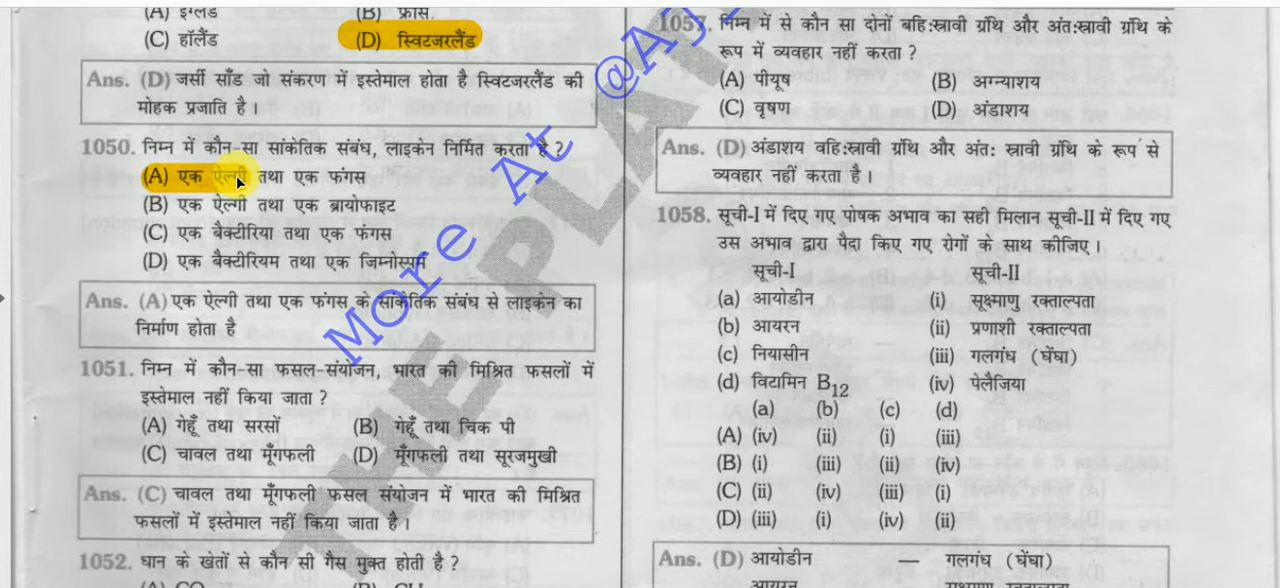 (A) इंग्लैंड (B) फ्रांस
(C) हॉलैंड (D) स्विटजरलैंड
Ans. (D) जर्सी साँड जो संकरण में इस्तेमाल होता है स्विटजरलैंड की
मोहक प्रजाति है।
1050. निम्न में कौन-सा सांकेतिक संबंध, लाइकेन निर्मित करता है ?
(A) एक ऐल्गी तथा एक फंगस
(B) एक ऐल्गी तथा एक ब्रायोफाइट
(C) एक बैक्टीरिया तथा एक फंगस
(D) एक बैक्टीरियम तथा एक जिम्नोस्पर्म
Ans. (A) एक ऐल्गी तथा एक फंगस के सांकेतिक संबंध से लाइकेन का
निर्माण होता है
1051. निम्न में कौन-सा फसल-संयोजन, भारत की मिश्रित फसलों में
इस्तेमाल नहीं किया जाता ?
(A) गेहूँ तथा सरसों (B) गेहूँ तथा चिक पी
(C) चावल तथा मूँगफली (D) मूँगफली तथा सूरजमुखी
Ans. (C) चावल तथा मूँगफली फसल संयोजन में भारत की मिश्रित
फसलों में इस्तेमाल नहीं किया जाता है।
1052. धान के खेतों से कौन सी गैस मुक्त होती है ?
1057. निम्न में से कौन सा दोनों बहि:स्त्रावी ग्रंथि और अंत:स्त्रावी ग्रंथि के
रूप में व्यवहार नहीं करता ?
(A) पीयूष (B) अग्न्याशय
(C) वृषण (D) अंडाशय
Ans. (D) अंडाशय वहि:स्त्रावी ग्रंथि और अंत: स्त्रावी ग्रंथि के रूप से
व्यवहार नहीं करता है।
1058. सूची-I में दिए गए पोषक अभाव का सही मिलान सूची-II में दिए गए
उस अभाव द्वारा पैदा किए गए रोगों के साथ कीजिए।
सूची-I सूची-II
(a) आयोडीन (i) सूक्ष्माणु रक्ताल्पता
(b) आयरन (ii) प्रणाशी रक्ताल्पता
(c) नियासीन (iii) गलगंध (घेंघा)
(d) विटामिन B12 (iv) पेलैजिया
(a) (b) (c) (d)
(A) (iv) (ii) (i) (iii)
(B) (i) (iii) (ii) (iv)
(C) (ii) (iv) (iii) (i)
(D) (iii) (i) (iv) (ii)
Ans. (D) आयोडीन — गलगंध (घेंघा)
More At
THE PLA